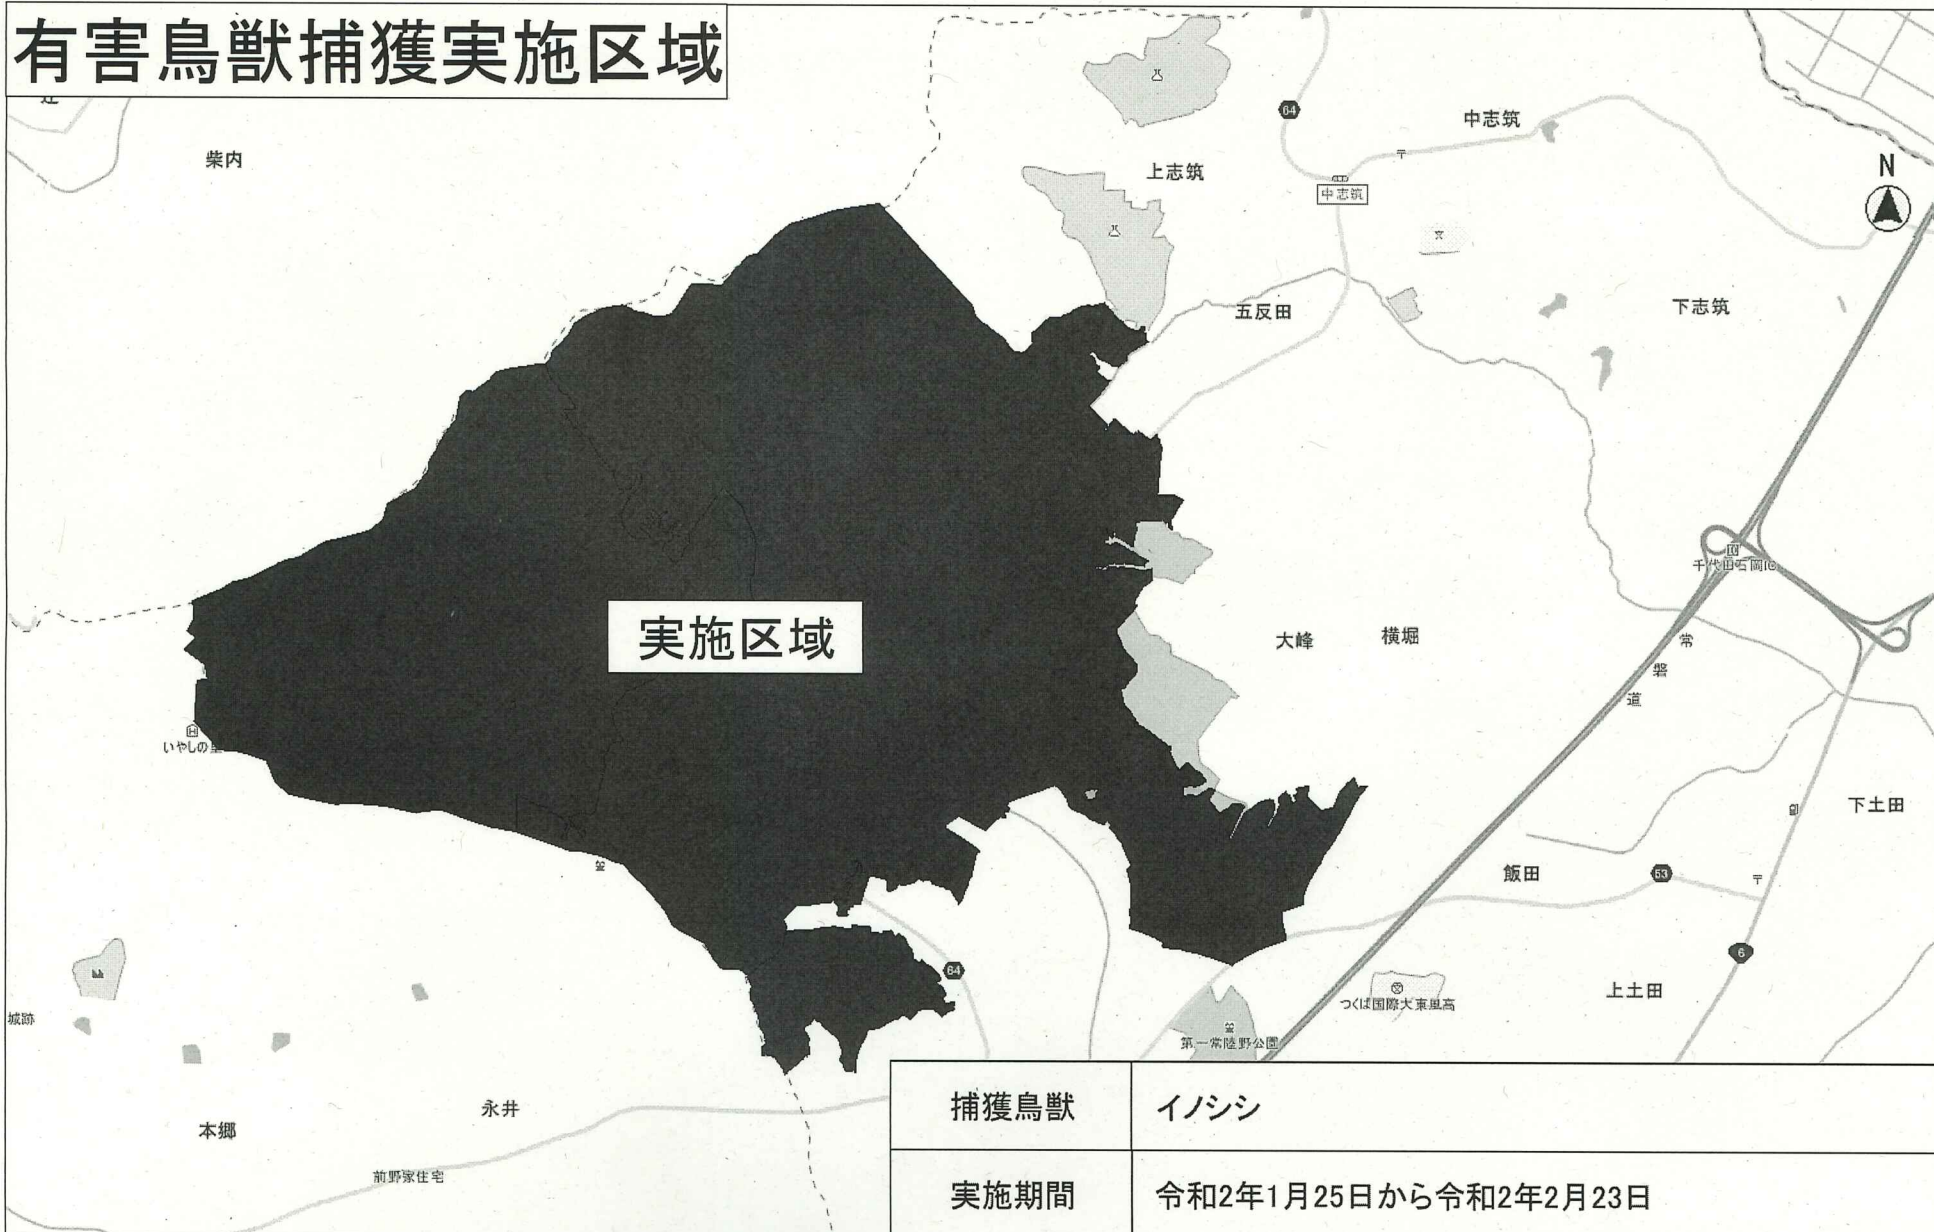 有害鳥獣捕獲実施区域
柴内
上志筑
64
中志筑
中志筑
N
五反田
下志筑
千代田石岡IC
実施区域
大峰
横堀
常磐道
いやしの里
下土田
飯田
53
64
6
城跡
つくば国際大東風高
上土田
第一常陸野公園
永井
本郷
前野家住宅
捕獲鳥獣 イノシシ
実施期間 令和2年1月25日から令和2年2月23日